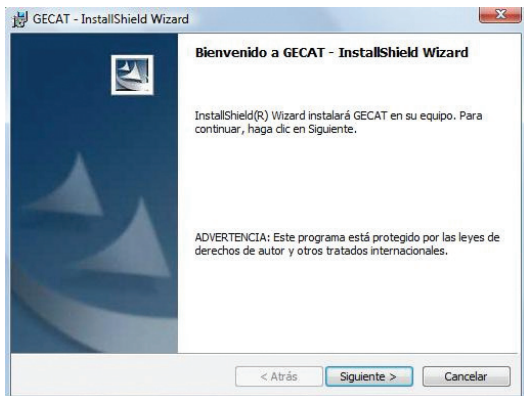 GECAT - InstallShield Wizard
Bienvenido a GECAT - InstallShield Wizard
InstallShield(R) Wizard instalará GECAT en su equipo. Para
continuar, haga clic en Siguiente.
ADVERTENCIA: Este programa está protegido por las leyes de
derechos de autor y otros tratados internacionales.
< Atrás Siguiente > Cancelar